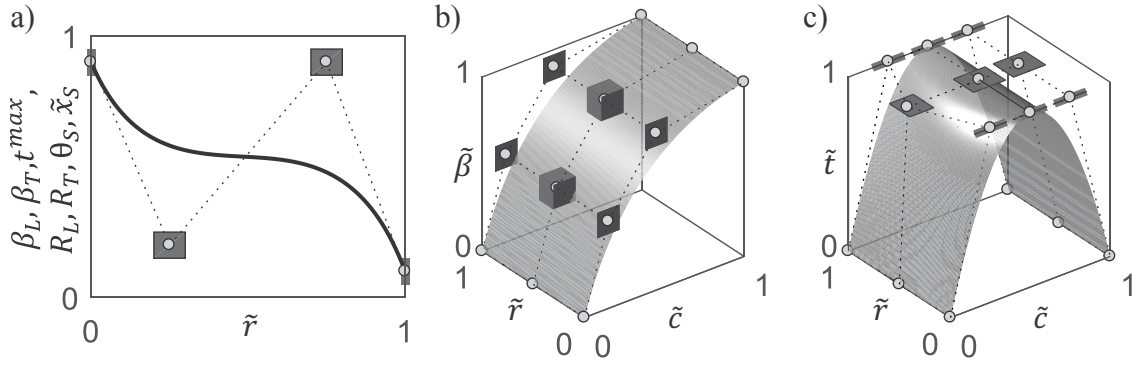 a)
1
β_L, β_T, t^{max},
R_L, R_T, θ_S, x̃_S
0
0
r̃
1
b)
1
β̃
0
1
r̃
0
0
c̃
1
c)
1
t̃
0
1
r̃
0
0
c̃
1